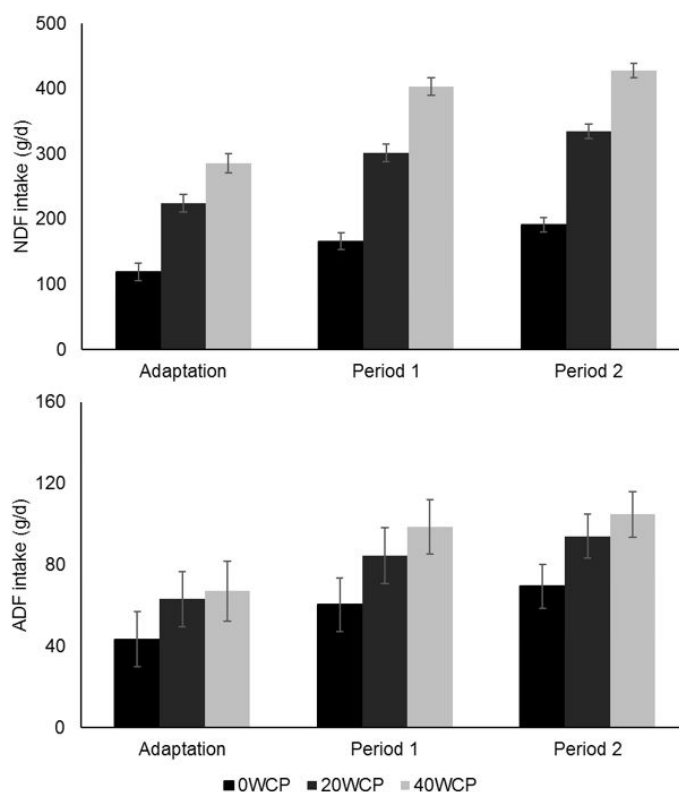 500
400
300
200
100
0
NDF intake (g/d)
Adaptation Period 1 Period 2
160
120
80
40
0
ADF intake (g/d)
Adaptation Period 1 Period 2
0WCP 20WCP 40WCP